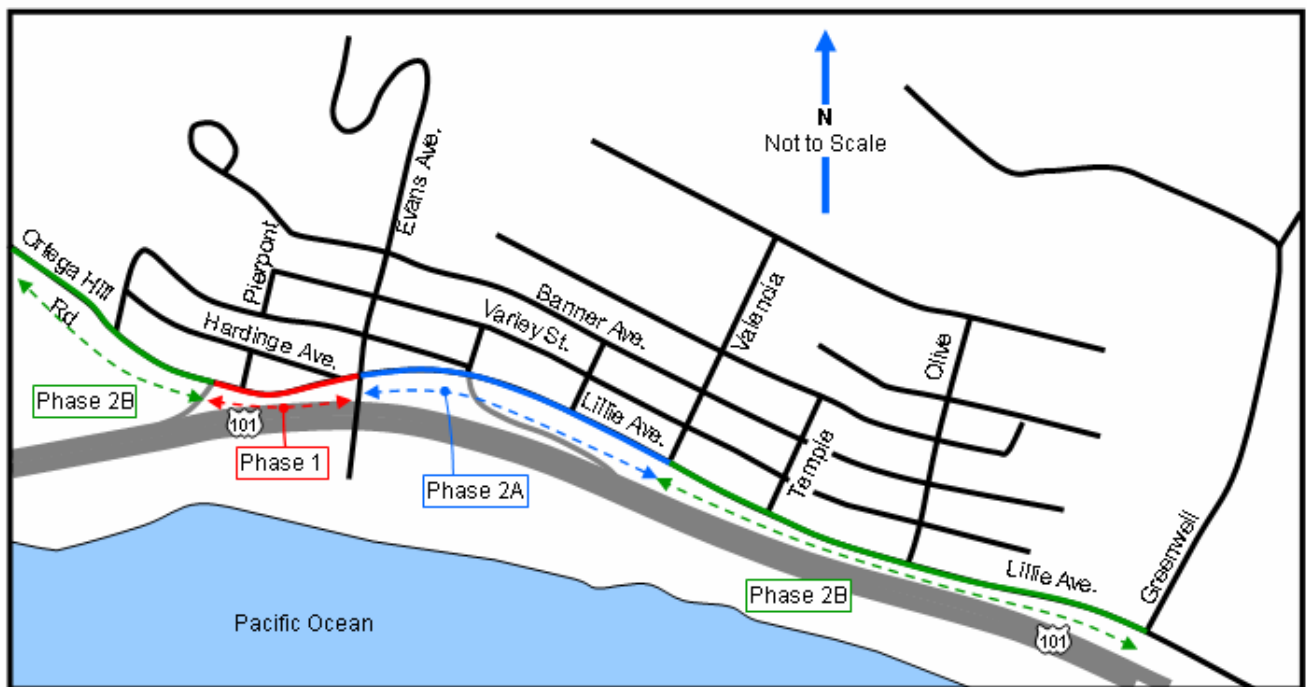 N
Not to Scale
Evans Ave.
Pierpont
Ortega Hill
Rd.
Hardinge Ave.
Varley St.
Banner Ave.
Valencia
Olive
Lillie Ave.
Temple
Greenwell
Lillie Ave.
Phase 2B
101
Phase 1
Phase 2A
Phase 2B
101
Pacific Ocean